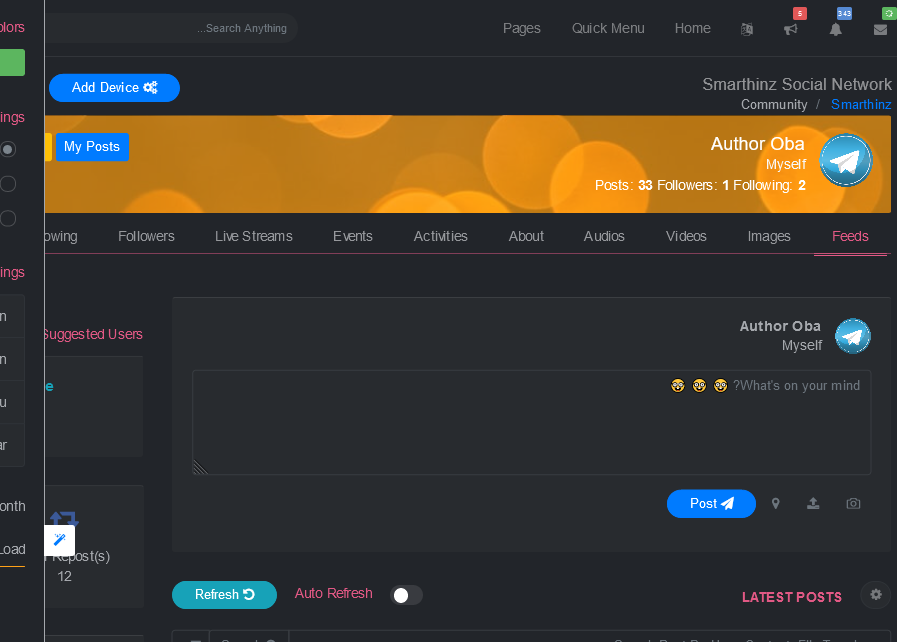 olors
...Search Anything
Pages
Quick Menu
Home
5
343
Add Device
Smarthinz Social Network
Community / Smarthinz
ings
My Posts
Author Oba
Myself
Posts: 33 Followers: 1 Following: 2
owing
Followers
Live Streams
Events
Activities
About
Audios
Videos
Images
Feeds
ings
n
n
u
ar
onth
Load
Suggested Users
e
Repost(s)
12
Author Oba
Myself
?What's on your mind
Post
Refresh
Auto Refresh
LATEST POSTS